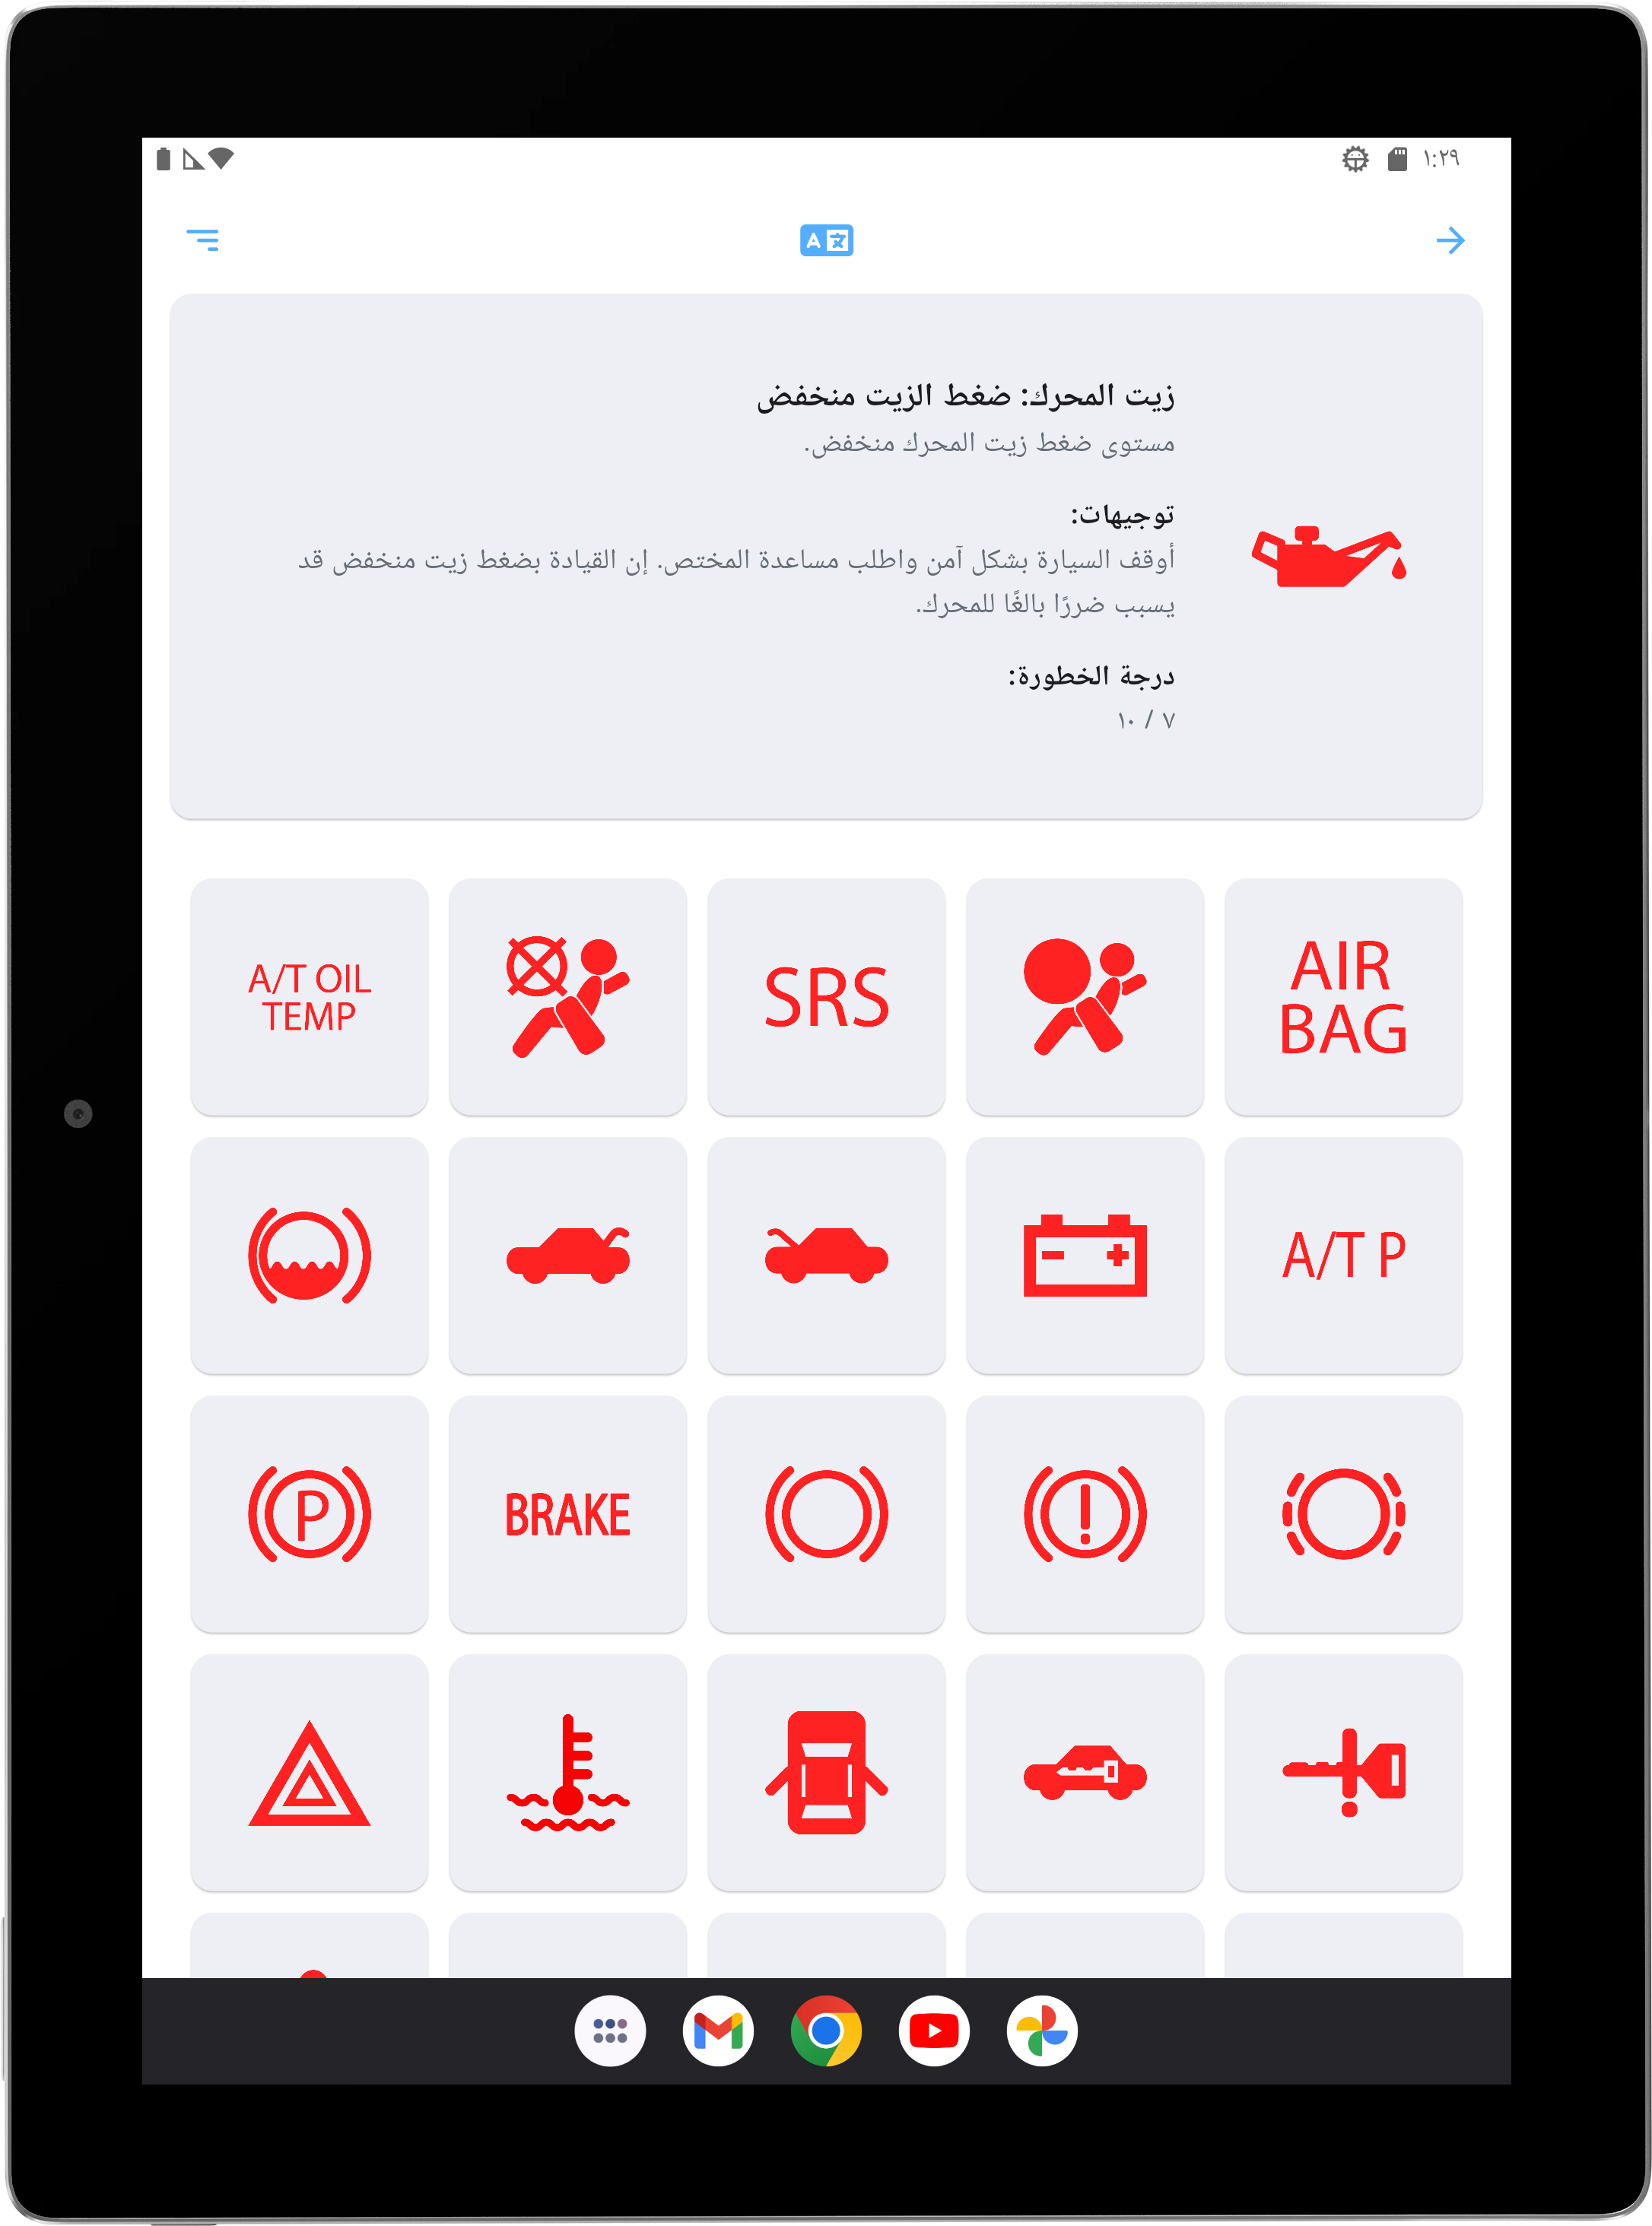 ١:٢٩
زيت المحرك: ضغط الزيت منخفض
مستوى ضغط زيت المحرك منخفض.
توجيهات:
أوقف السيارة بشكل آمن واطلب مساعدة المختص. إن القيادة بضغط زيت منخفض قد
يسبب ضررًا بالغًا للمحرك.
درجة الخطورة:
٧ / ١٠
AIR
BAG
SRS
A/T OIL
TEMP
A/T P
BRAKE
P